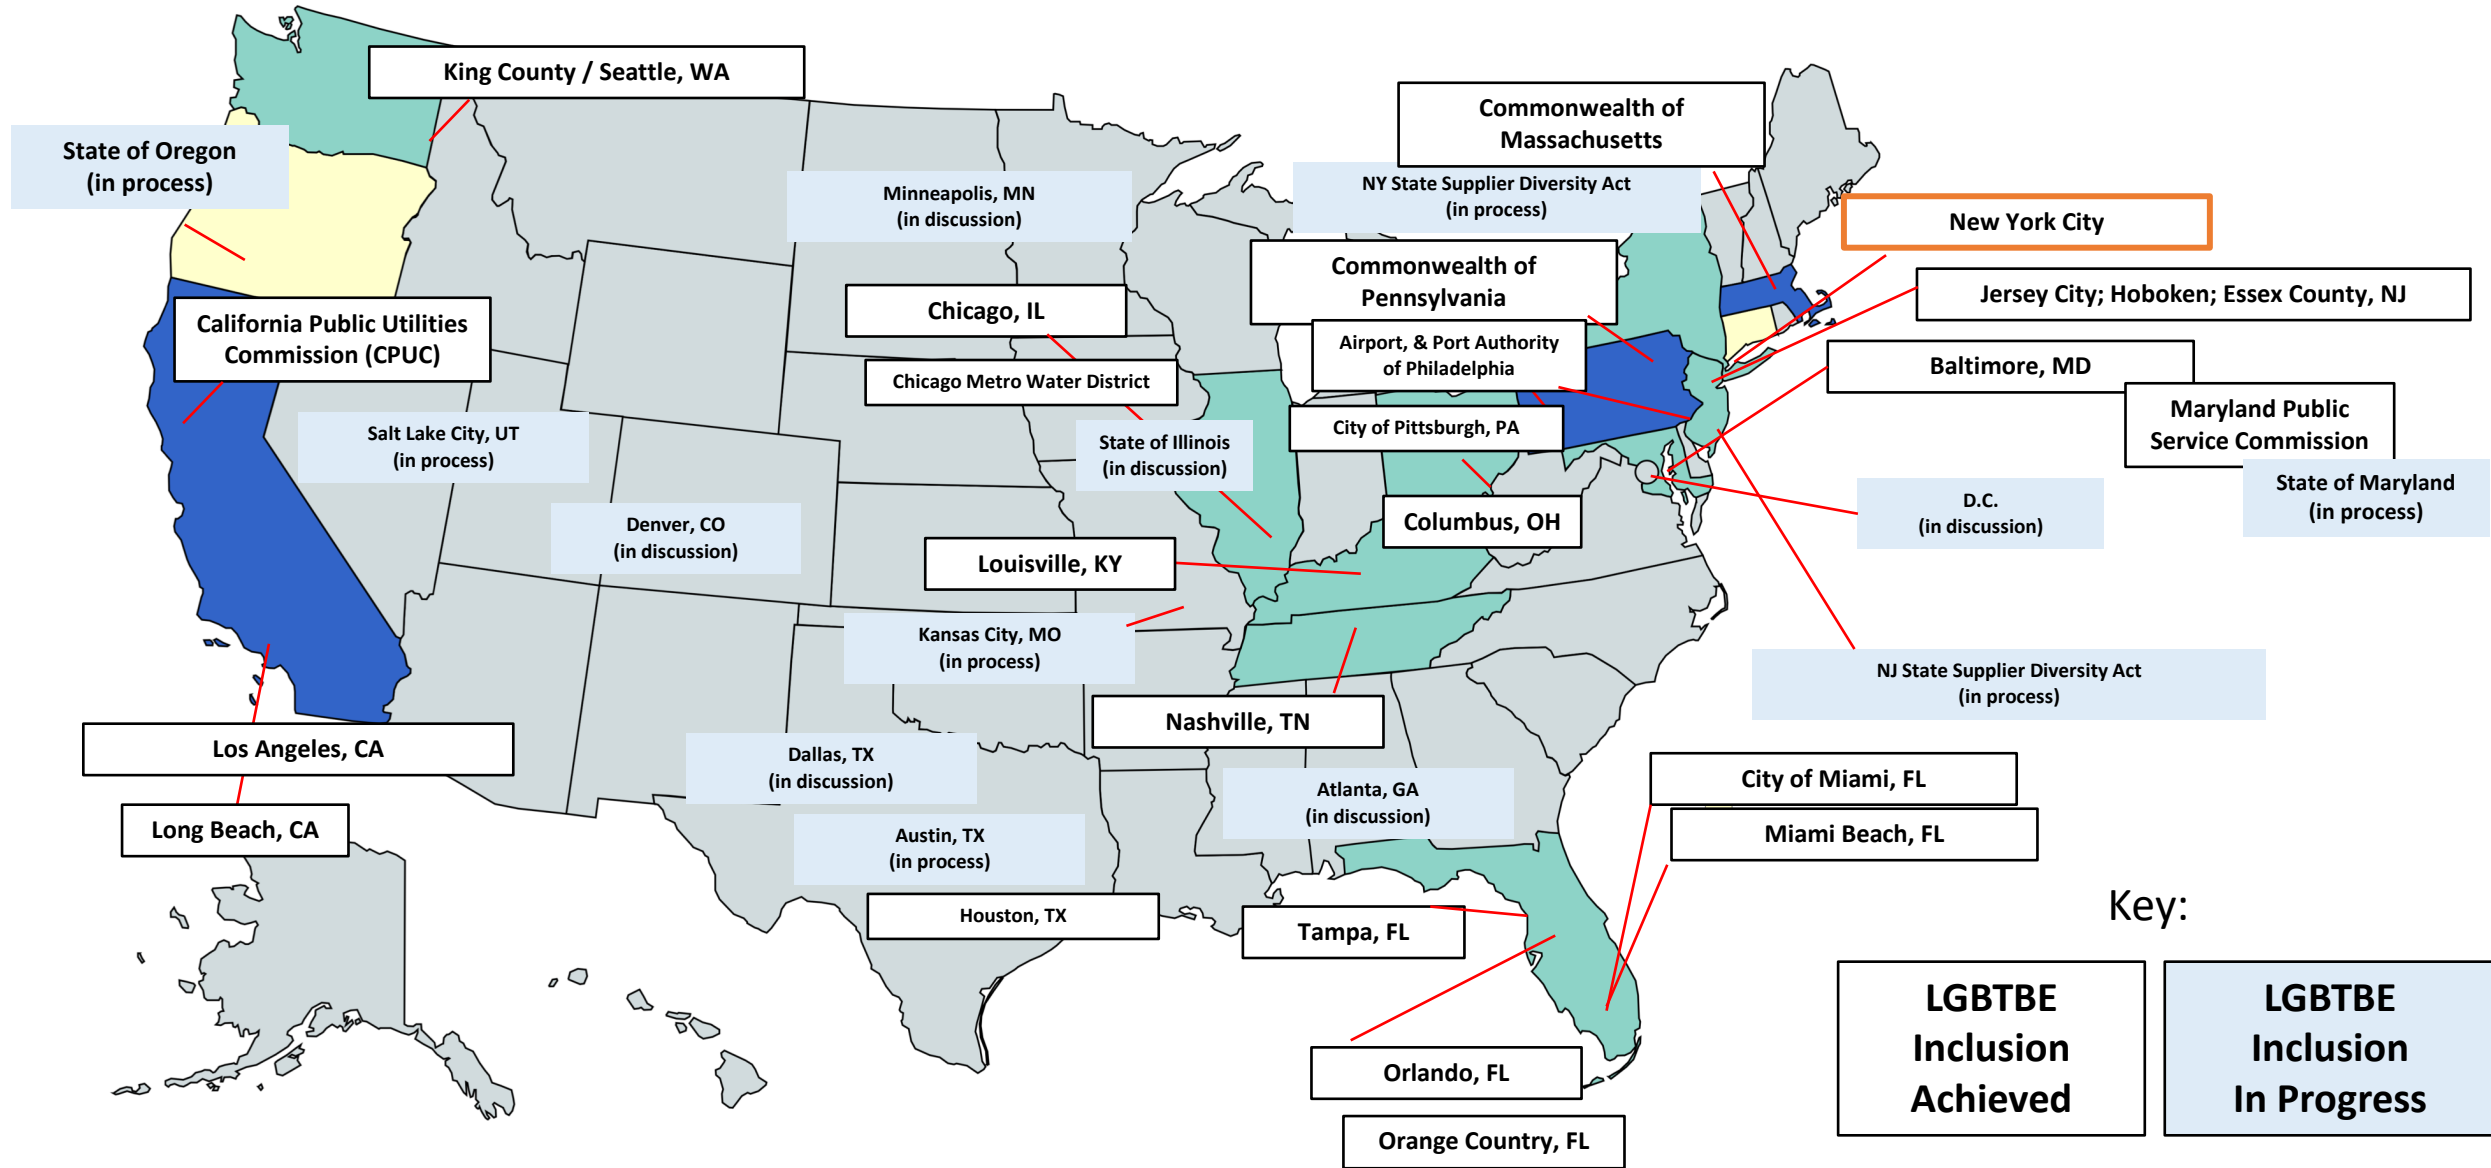 King County / Seattle, WA
Commonwealth of
Massachusetts
State of Oregon
(in process)
Minneapolis, MN
(in discussion)
NY State Supplier Diversity Act
(in process)
New York City
Commonwealth of
Pennsylvania
Jersey City; Hoboken; Essex County, NJ
California Public Utilities
Commission (CPUC)
Chicago, IL
Airport, & Port Authority
of Philadelphia
Baltimore, MD
Chicago Metro Water District
Maryland Public
Service Commission
Salt Lake City, UT
(in process)
State of Illinois
(in discussion)
City of Pittsburgh, PA
State of Maryland
(in process)
Denver, CO
(in discussion)
Columbus, OH
D.C.
(in discussion)
Louisville, KY
Kansas City, MO
(in process)
NJ State Supplier Diversity Act
(in process)
Nashville, TN
Los Angeles, CA
Dallas, TX
(in discussion)
City of Miami, FL
Atlanta, GA
(in discussion)
Long Beach, CA
Austin, TX
(in process)
Miami Beach, FL
Houston, TX
Tampa, FL
Key:
Orlando, FL
Orange Country, FL
LGBTBE
Inclusion
Achieved
LGBTBE
Inclusion
In Progress